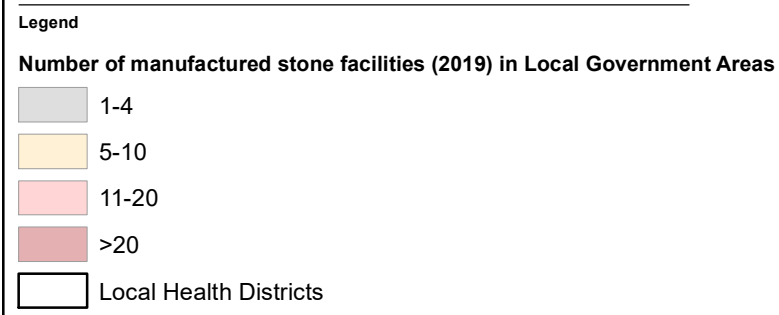 Legend
Number of manufactured stone facilities (2019) in Local Government Areas
1-4
5-10
11-20
>20
Local Health Districts